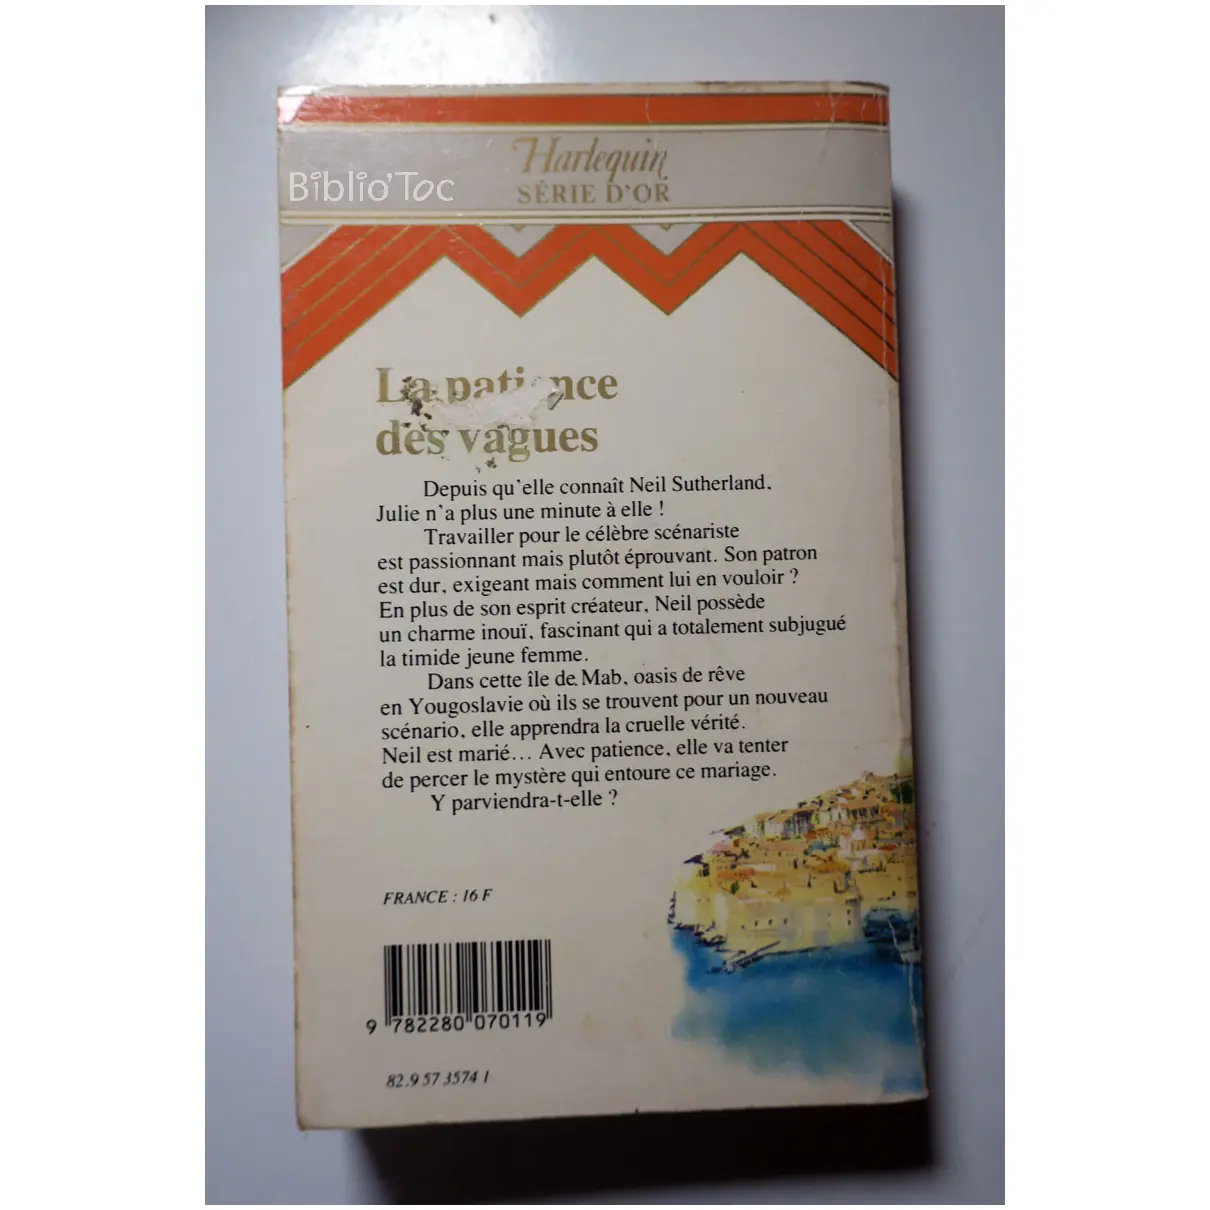 Harlequin
Biblio'Toc
SÉRIE D'OR
La patience
des vagues
Depuis qu'elle connaît Neil Sutherland,
Julie n'a plus une minute à elle !
Travailler pour le célèbre scénariste
est passionnant mais plutôt éprouvant. Son patron
est dur, exigeant mais comment lui en vouloir ?
En plus de son esprit créateur, Neil possède
un charme inouï, fascinant qui a totalement subjugué
la timide jeune femme.
Dans cette île de Mab, oasis de rêve
en Yougoslavie où ils se trouvent pour un nouveau
scénario, elle apprendra la cruelle vérité.
Neil est marié... Avec patience, elle va tenter
de percer le mystère qui entoure ce mariage.
Y parviendra-t-elle ?
FRANCE : 16 F
9 782280 070119
82.9 57 3574 1